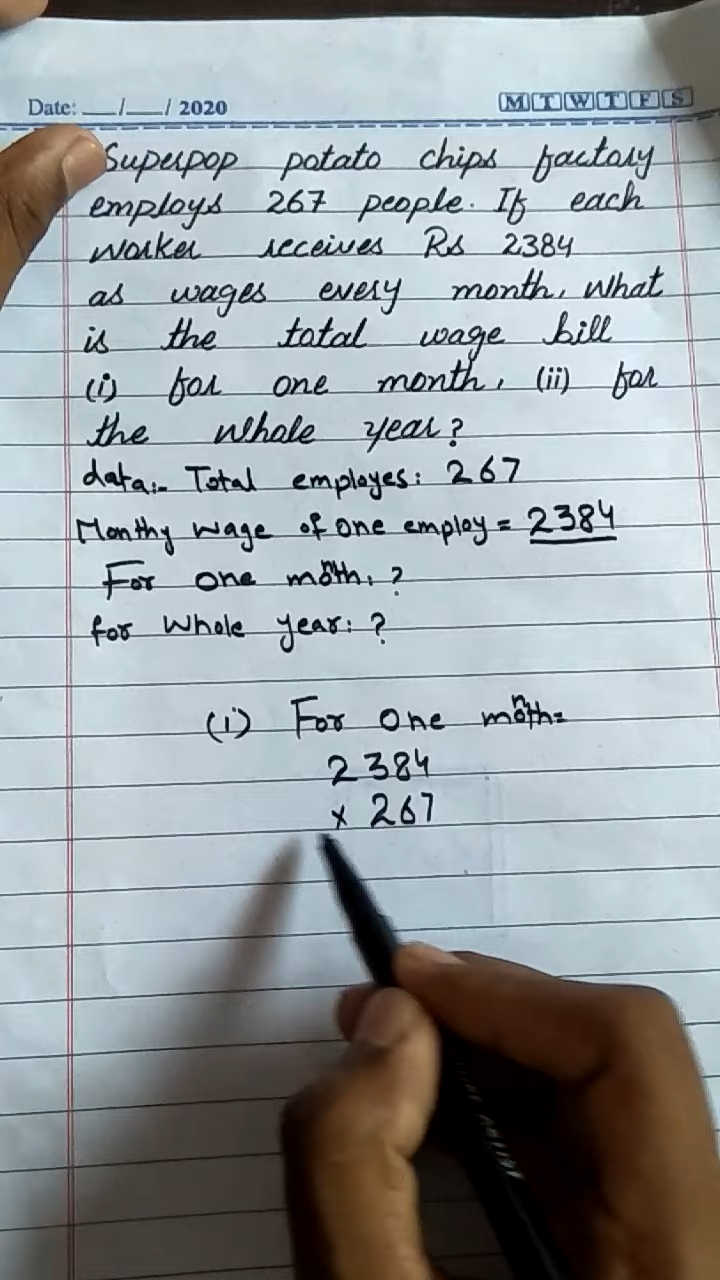 Date: __/__/ 2020 M T W T F S
Superpop potato chips factory
employs 267 people. If each
worker receives Rs 2384
as wages every month, what
is the total wage bill
(i) for one month, (ii) for
the whole year?
data:- Total employes: 267
Monthy wage of one employ = 2384
For one month: ?
for whole year: ?
(i) For One month=
2384
x 267